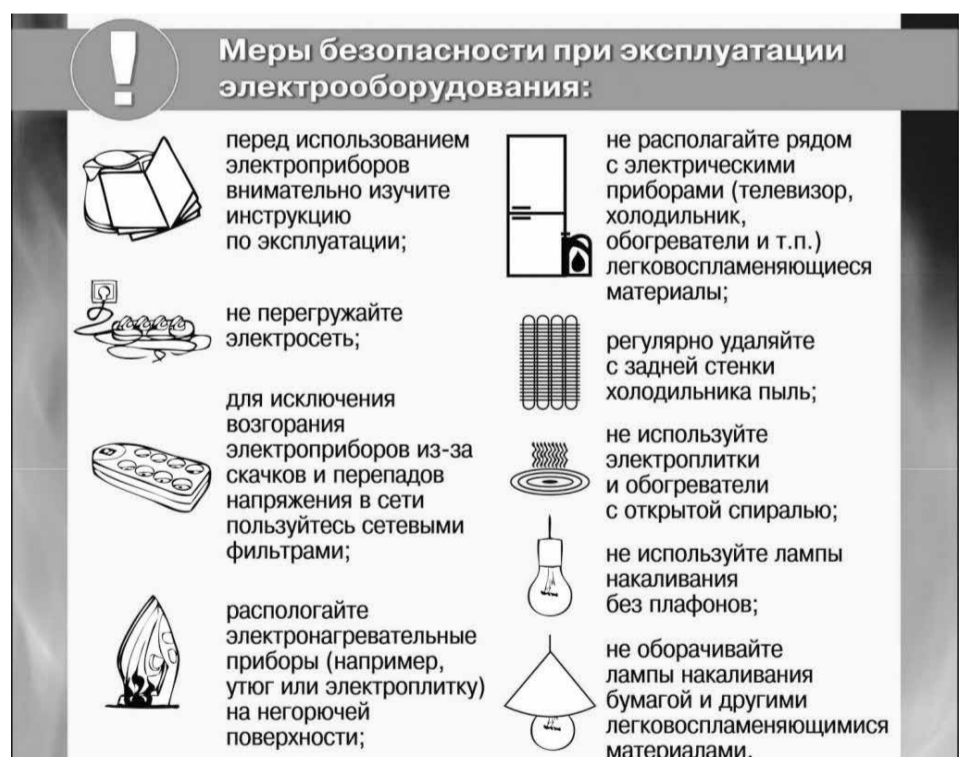 Меры безопасности при эксплуатации
электрооборудования:
перед использованием
электроприборов
внимательно изучите
инструкцию
по эксплуатации;
не перегружайте
электросеть;
для исключения
возгорания
электроприборов из-за
скачков и перепадов
напряжения в сети
пользуйтесь сетевыми
фильтрами;
распологайте
электронагревательные
приборы (например,
утюг или электроплитку)
на негорючей
поверхности;
не располагайте рядом
с электрическими
приборами (телевизор,
холодильник,
обогреватели и т.п.)
легковоспламеняющиеся
материалы;
регулярно удаляйте
с задней стенки
холодильника пыль;
не используйте
электроплитки
и обогреватели
с открытой спиралью;
не используйте лампы
накаливания
без плафонов;
не оборачивайте
лампы накаливания
бумагой и другими
легковоспламеняющимися
материалами.